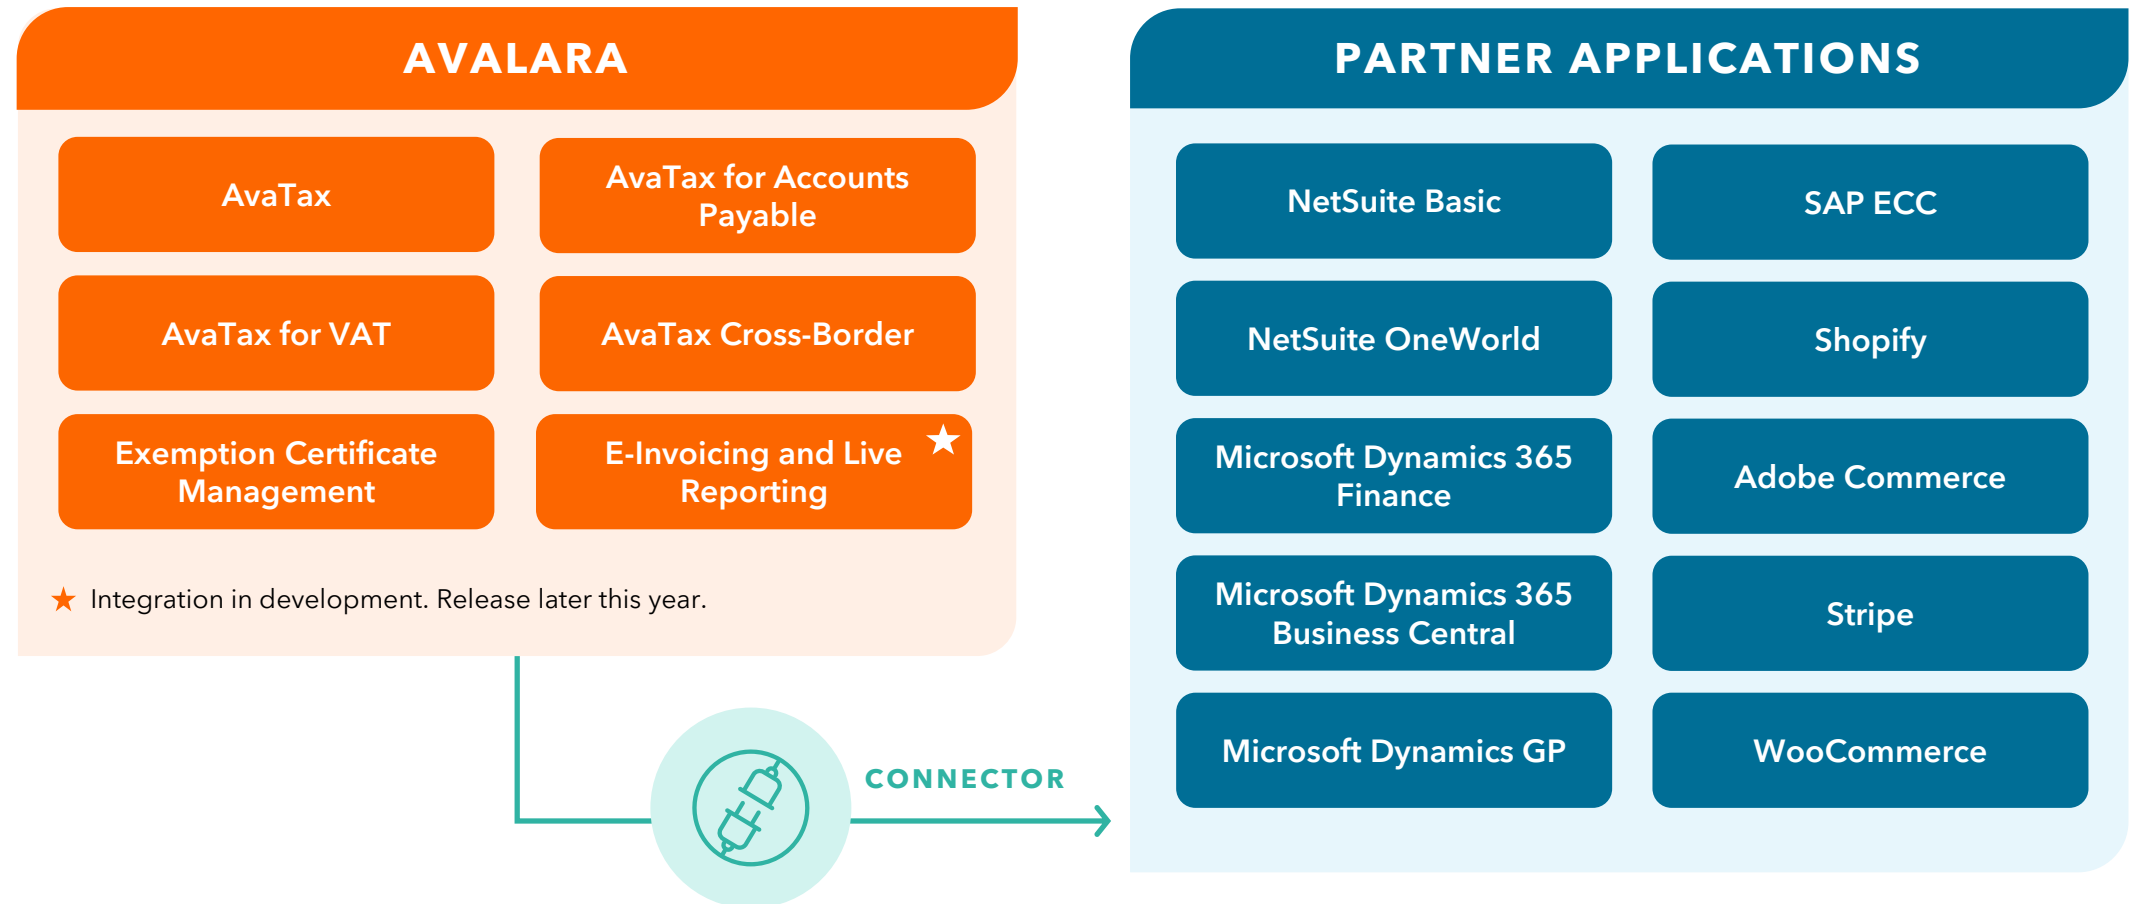 AVALARA
AvaTax
AvaTax for Accounts
Payable
AvaTax for VAT
AvaTax Cross-Border
Exemption Certificate
Management
E-Invoicing and Live
Reporting
Integration in development. Release later this year.
CONNECTOR
PARTNER APPLICATIONS
NetSuite Basic
SAP ECC
NetSuite OneWorld
Shopify
Microsoft Dynamics 365
Finance
Adobe Commerce
Microsoft Dynamics 365
Business Central
Stripe
Microsoft Dynamics GP
WooCommerce